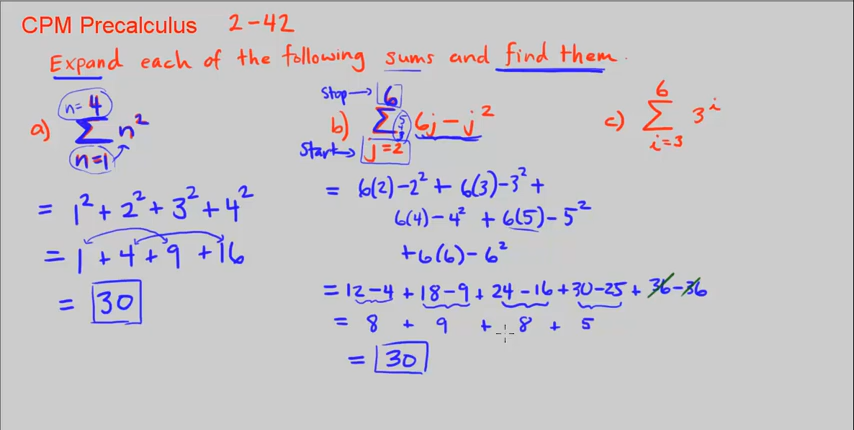 CPM Precalculus 2-42
Expand each of the following sums and find them.
a) n=4 Σ n=1 n²
= 1² + 2² + 3² + 4²
= 1 + 4 + 9 + 16
= 30
b) Stop → 6 Σ 6j - j²
Start → j=2
= 6(2) - 2² + 6(3) - 3² +
6(4) - 4² + 6(5) - 5²
+ 6(6) - 6²
= 12 - 4 + 18 - 9 + 24 - 16 + 30 - 25 + 36 - 36
= 8 + 9 + 8 + 5
= 30
c) 6 Σ i=3 3ⁱ